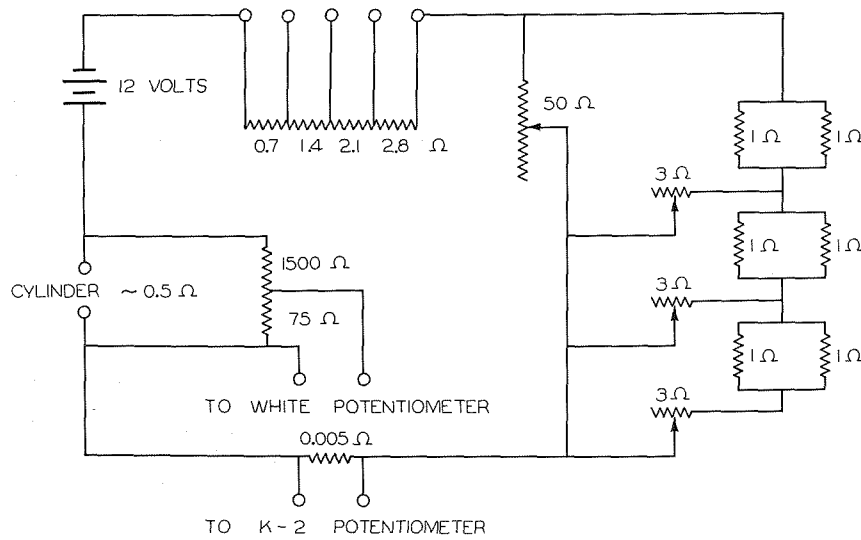 12 VOLTS
0.7 1.4 2.1 2.8 Ω
50 Ω
1 Ω 1 Ω
3 Ω
1 Ω 1 Ω
1500 Ω
CYLINDER ~ 0.5 Ω
75 Ω
3 Ω
1 Ω 1 Ω
TO WHITE POTENTIOMETER
3 Ω
0.005 Ω
TO K-2 POTENTIOMETER